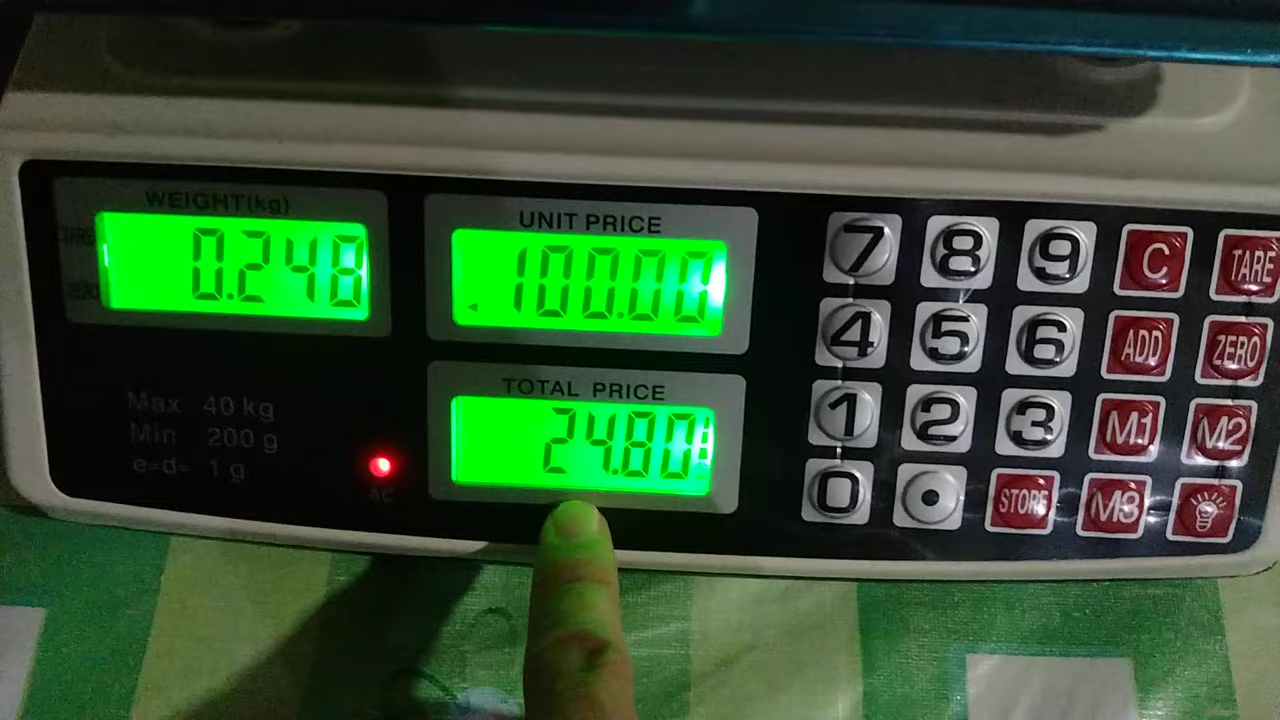 WEIGHT(kg)
0.248
UNIT PRICE
100.00
TOTAL PRICE
24.80
Max 40 kg
Min 200 g
e=d= 1 g
AC
7 8 9 C TARE
4 5 6 ADD ZERO
1 2 3 M1 M2
0 • STORE M3